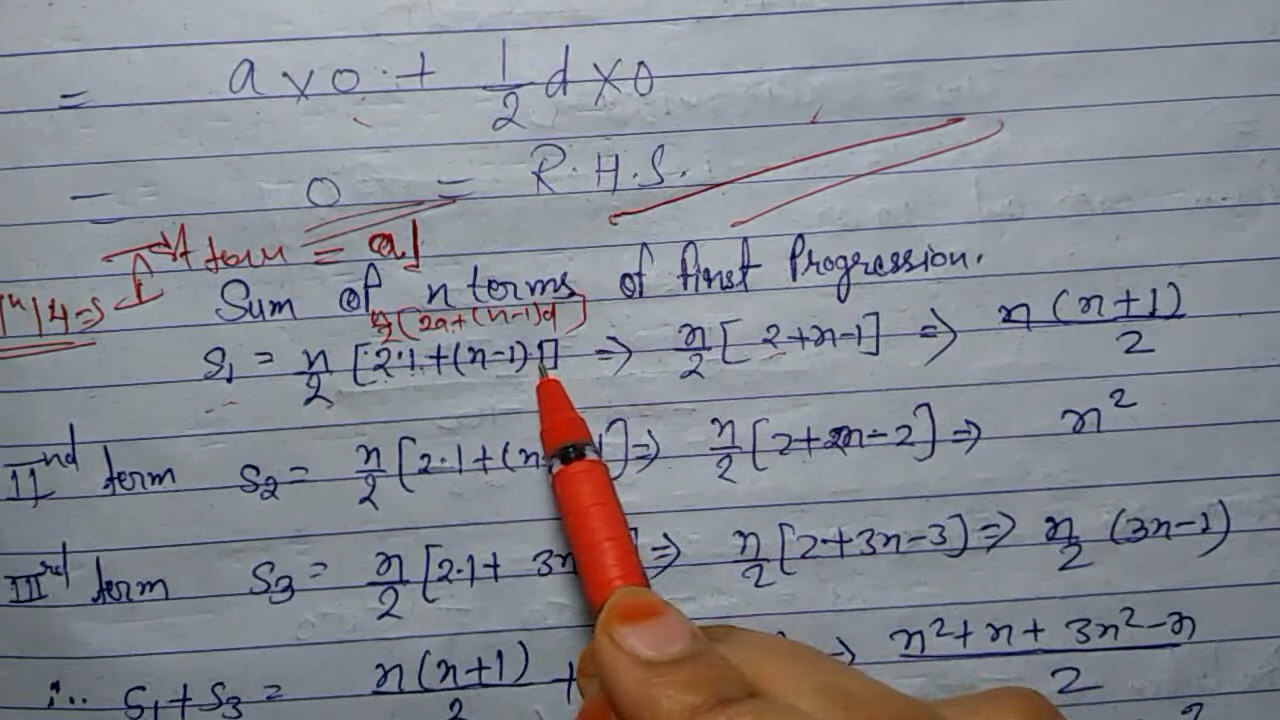 = a × 0 + 1/2 d × 0
= 0 = R.H.S.
term = a
Sum of n terms of first Progression.
n/2 [2a+(n-1)d]
S1 = n/2 [2·1+(n-1)·1] ⇒ n/2 [2+n-1] ⇒ n(n+1)/2
IInd term S2 = n/2 [2·1+(n ⇒ n/2 [2+2n-2] ⇒ n²
IIIrd term S3 = n/2 [2·1+ 3n ] ⇒ n/2 [2+3n-3] ⇒ n/2 (3n-1)
∴ S1+S3 = n(n+1)/2 + ⇒ n²+n+3n²-n/2